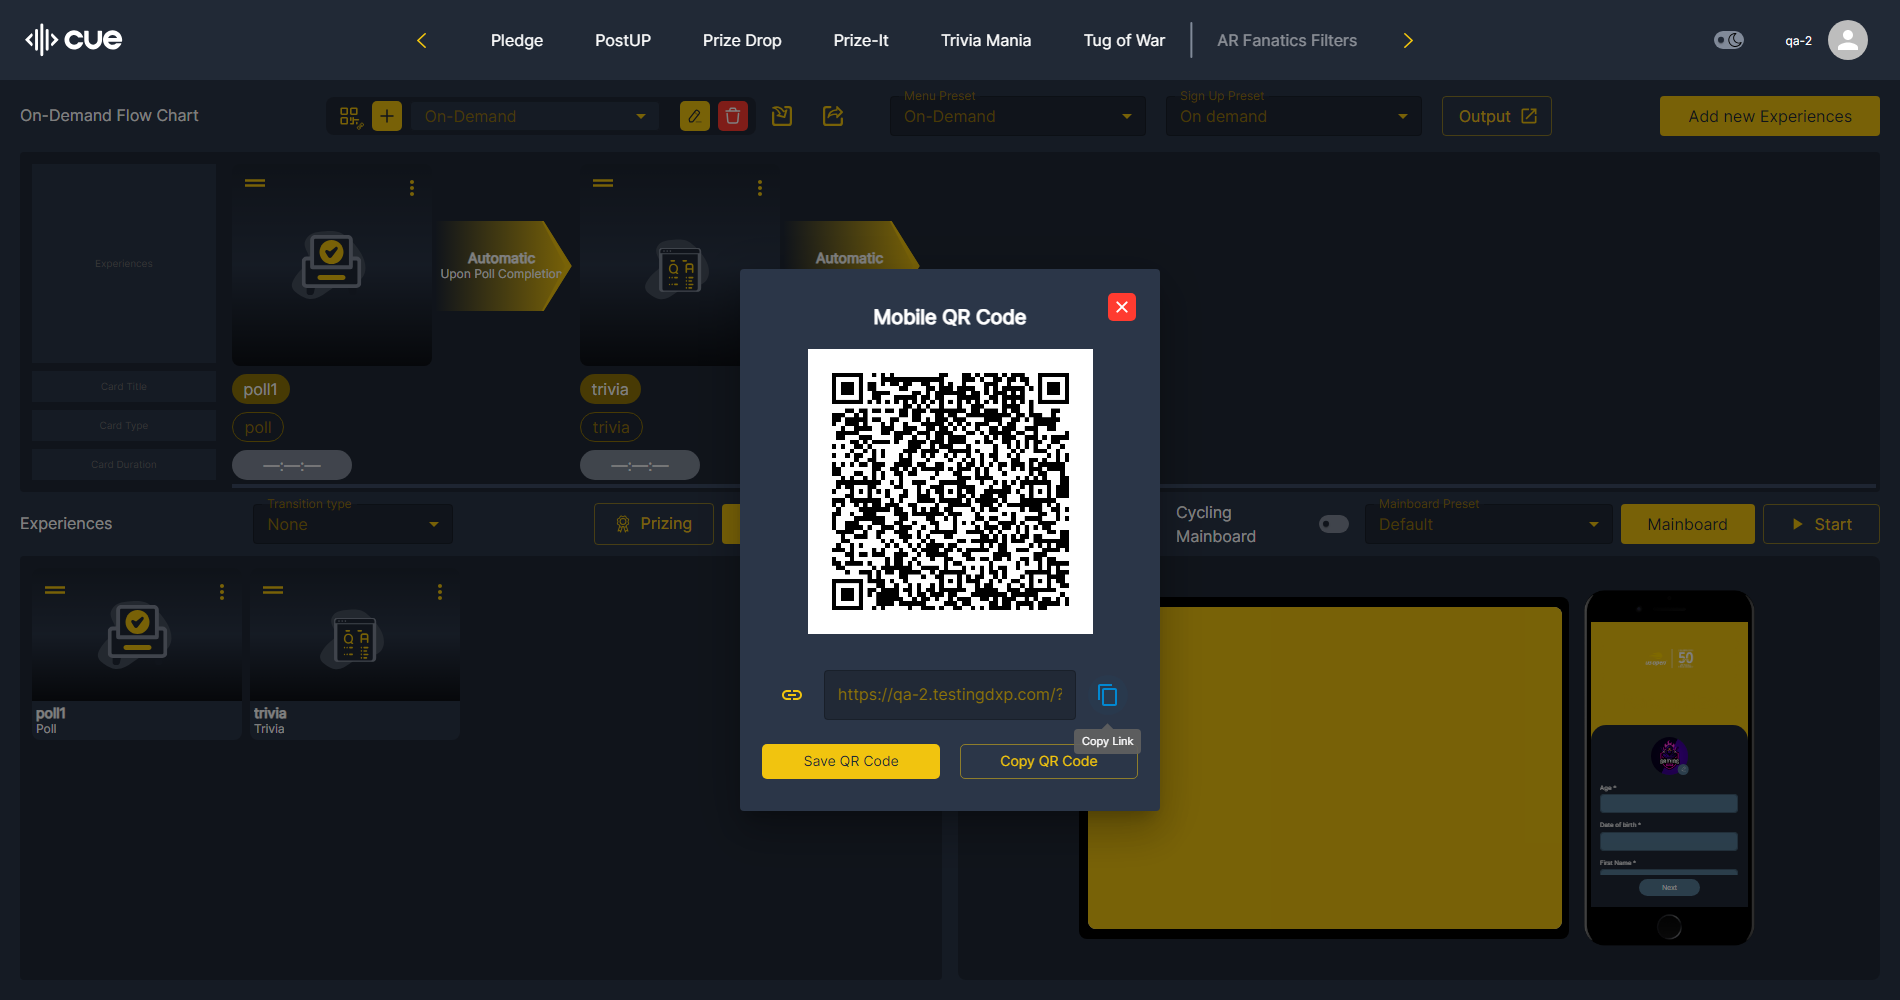 cue
Pledge
PostUP
Prize Drop
Prize-It
Trivia Mania
Tug of War
AR Fanatics Filters
qa-2
On-Demand Flow Chart
On-Demand
Menu Preset
On-Demand
Sign Up Preset
On demand
Output
Add new Experiences
Experiences
Automatic
Upon Poll Completion
Automatic
Card Title
poll1
trivia
Card Type
poll
trivia
Card Duration
—:—:—
—:—:—
Mobile QR Code
https://qa-2.testingdxp.com/?
Copy Link
Save QR Code
Copy QR Code
Experiences
Transition type
None
Prizing
Cycling
Mainboard
Mainboard Preset
Default
Mainboard
Start
Q A
poll1
Poll
trivia
Trivia
50
Age *
Date of birth *
First Name *
Next